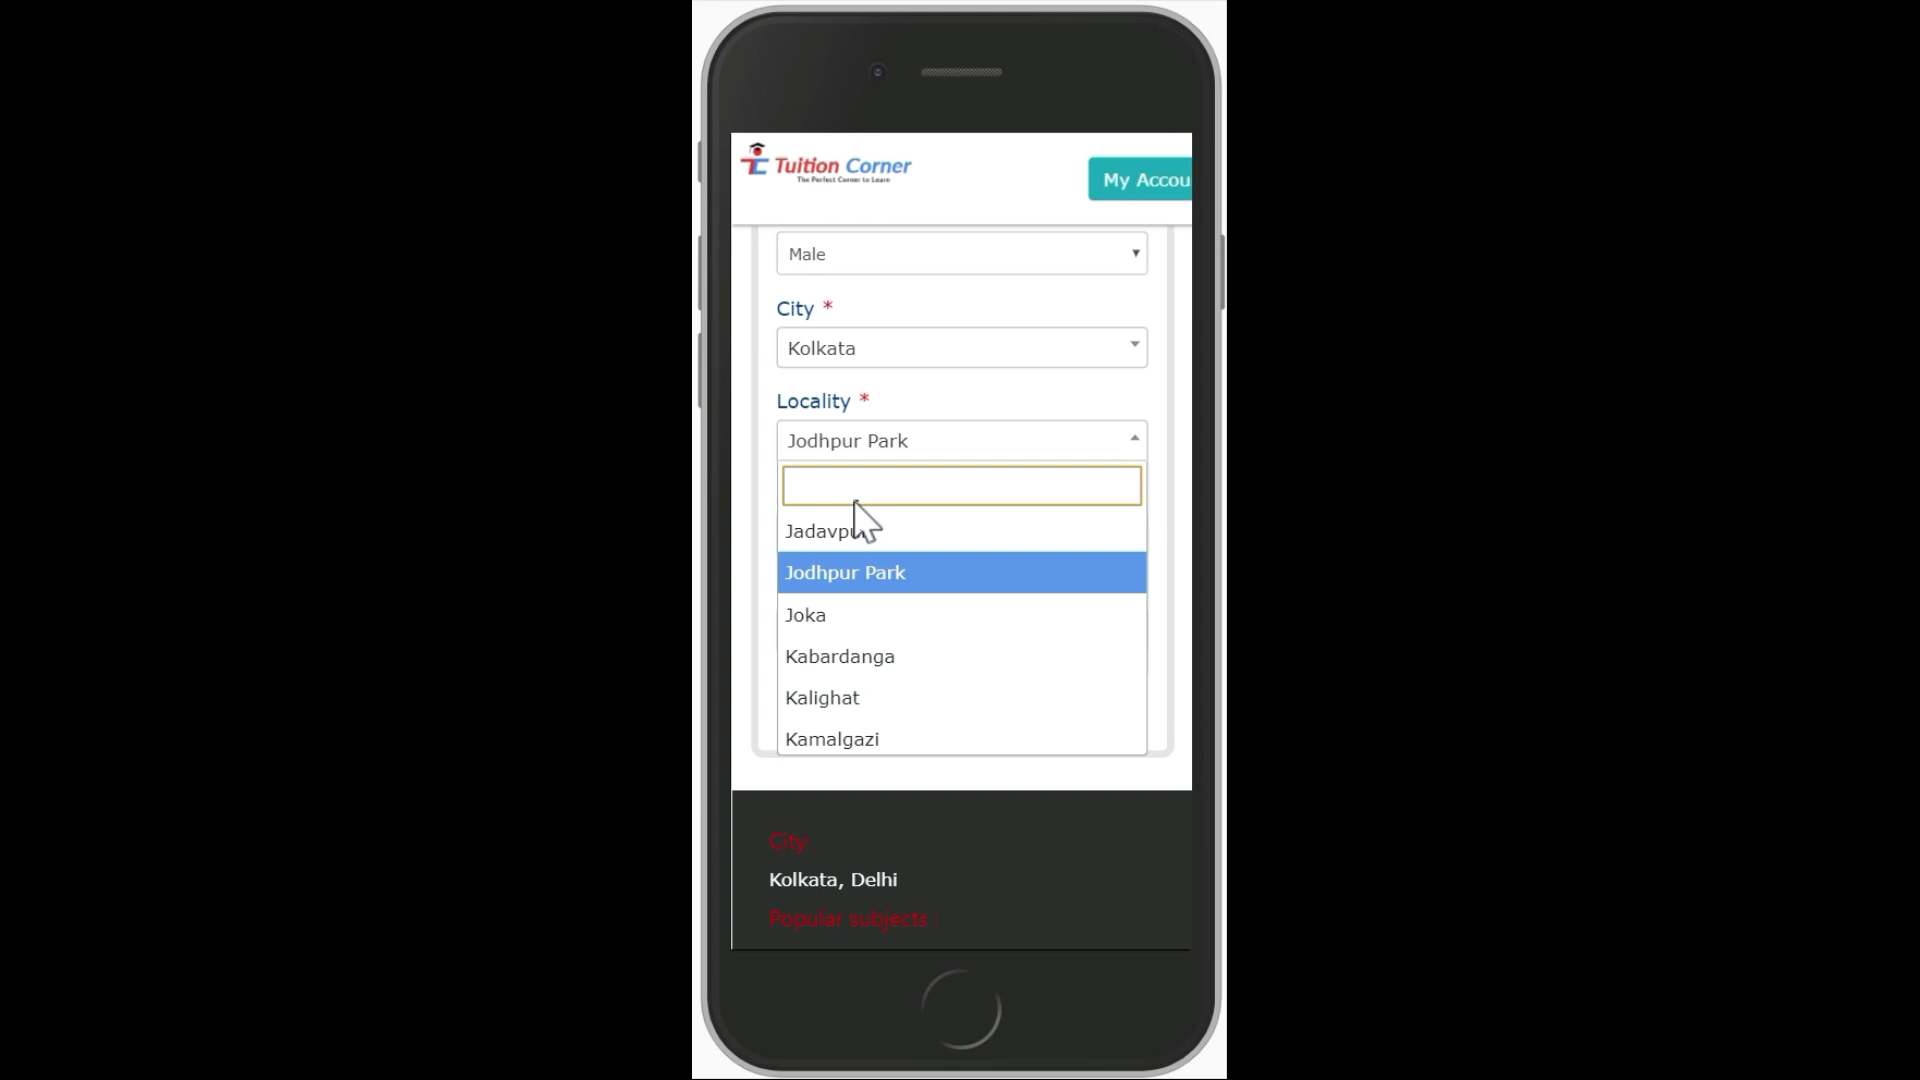 Tuition Corner
The Perfect Corner to Learn
My Accou
Male
City *
Kolkata
Locality *
Jodhpur Park
Jadavpu
Jodhpur Park
Joka
Kabardanga
Kalighat
Kamalgazi
City:
Kolkata, Delhi
Popular subjects :